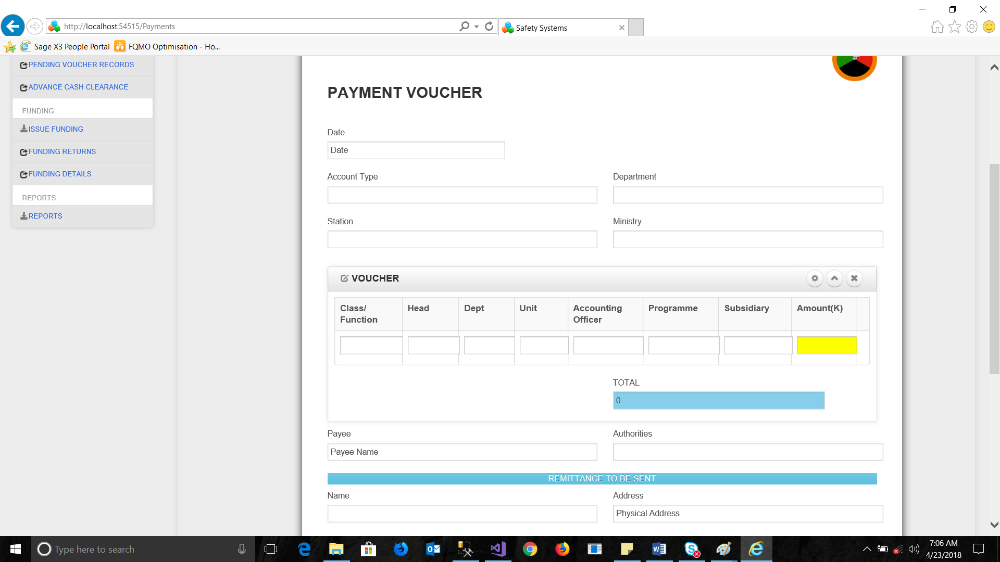 http://localhost:54515/Payments
Safety Systems
Sage X3 People Portal
FQMO Optimisation - Ho...
PENDING VOUCHER RECORDS
ADVANCE CASH CLEARANCE
FUNDING
ISSUE FUNDING
FUNDING RETURNS
FUNDING DETAILS
REPORTS
REPORTS
PAYMENT VOUCHER
Date
Date
Account Type
Department
Station
Ministry
VOUCHER
Class/ Function
Head
Dept
Unit
Accounting Officer
Programme
Subsidiary
Amount(K)
TOTAL
0
Payee
Authorities
Payee Name
REMITTANCE TO BE SENT
Name
Address
Physical Address
Type here to search
7:06 AM
4/23/2018